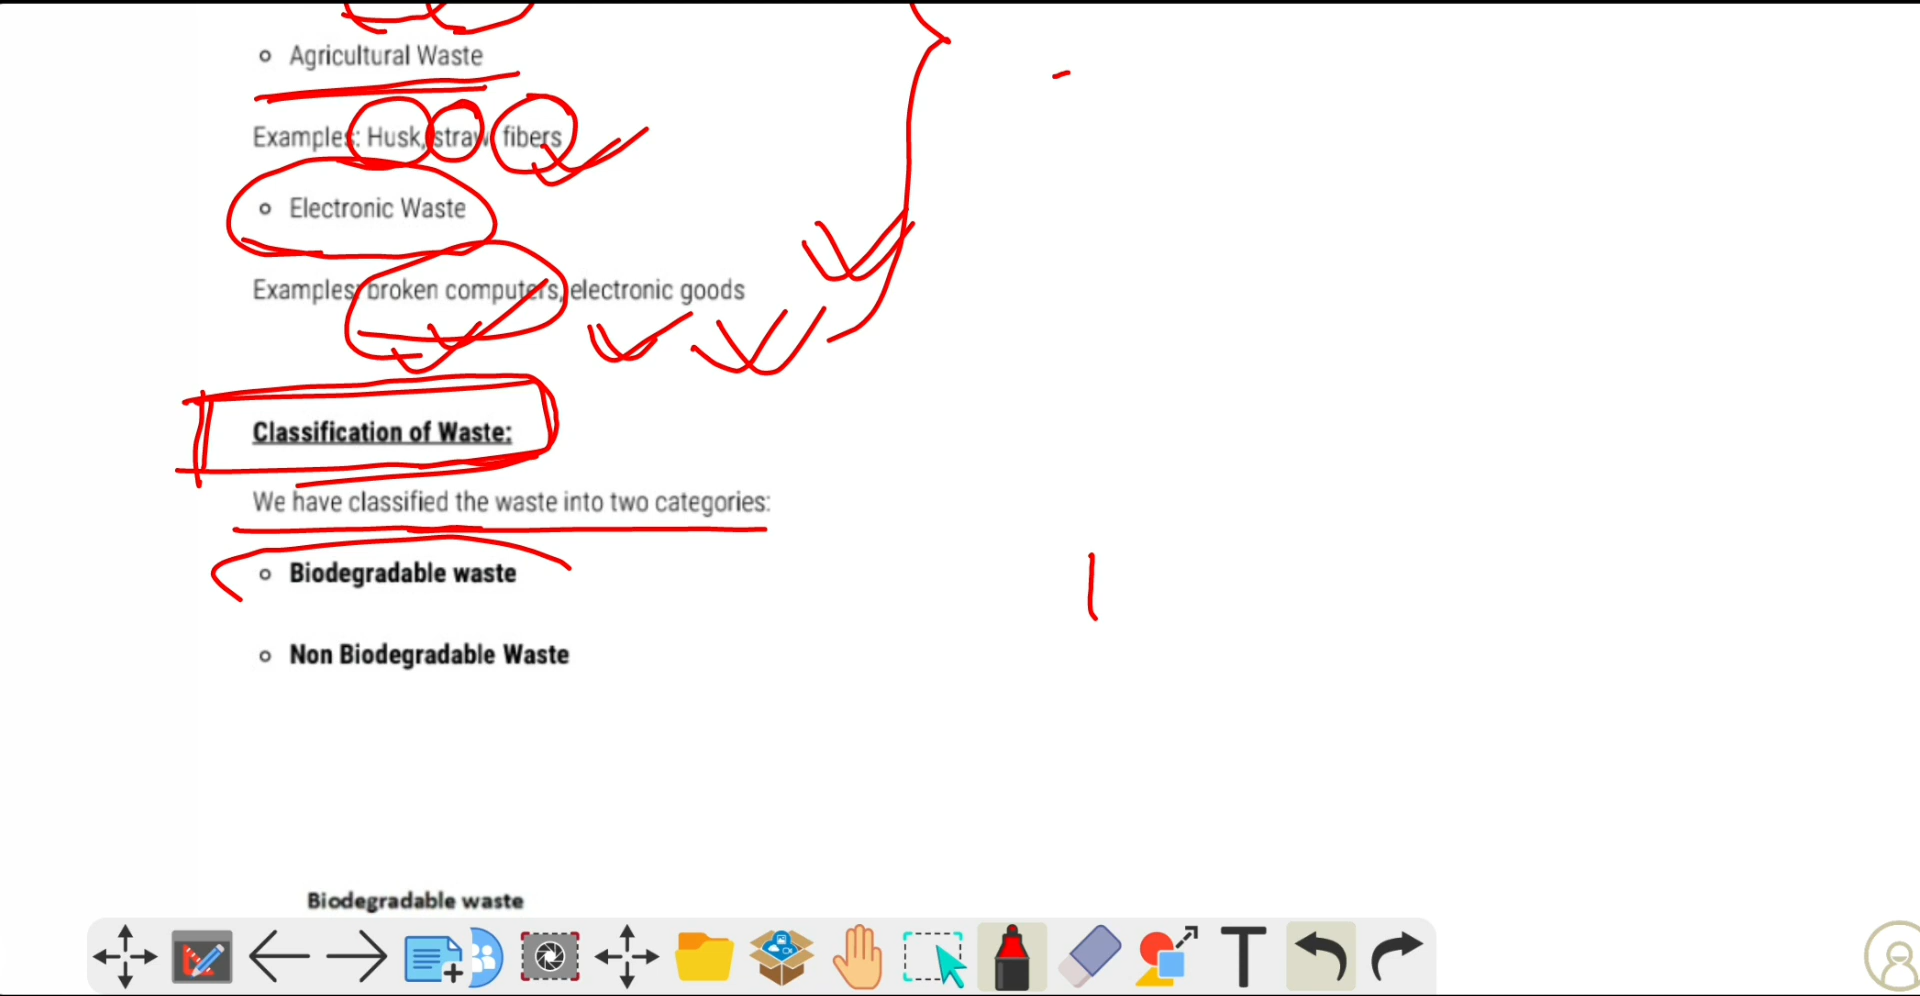 o Agricultural Waste
Examples: Husk, straw, fibers
o Electronic Waste
Examples: broken computers, electronic goods
Classification of Waste:
We have classified the waste into two categories:
o Biodegradable waste
o Non Biodegradable Waste
Biodegradable waste
T